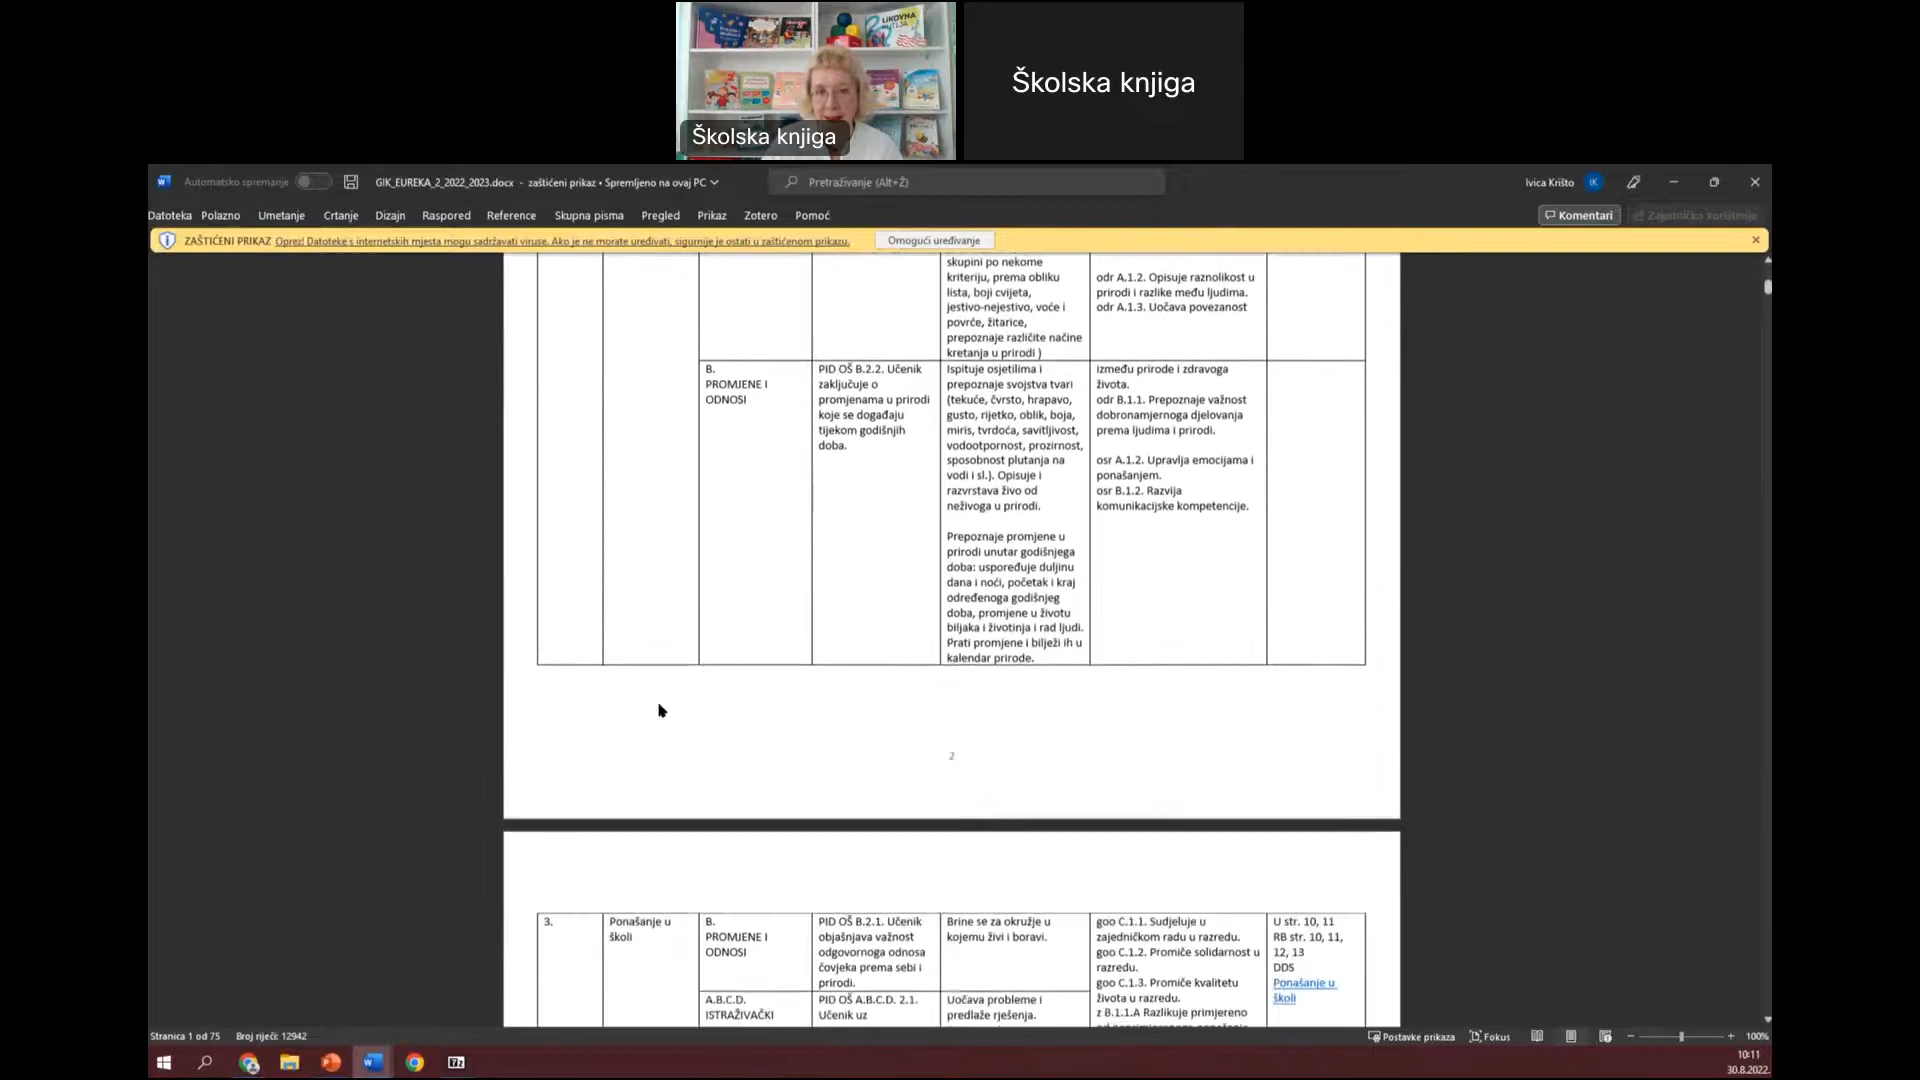 LIKOVNA
Školska knjiga
Školska knjiga
Automatsko spremanje
GIK_EUREKA_2_2022_2023.docx - zaštićeni prikaz • Spremljeno na ovaj PC
Pretraživanje (Alt+Ž)
Ivica Krišto
IK
Datoteka Polazno Umetanje Crtanje Dizajn Raspored Reference Skupna pisma Pregled Prikaz Zotero Pomoć
Komentari
Zajedničko korištenje
ZAŠTIĆENI PRIKAZ Oprez! Datoteke s internetskih mjesta mogu sadržavati viruse. Ako je ne morate uređivati, sigurnije je ostati u zaštićenom prikazu.
Omogući uređivanje
skupini po nekome
kriteriju, prema obliku
lista, boji cvijeta,
jestivo-nejestivo, voće i
povrće, žitarice,
prepoznaje različite načine
kretanja u prirodi )
odr A.1.2. Opisuje raznolikost u
prirodi i razlike među ljudima.
odr A.1.3. Uočava povezanost
B.
PROMJENE I
ODNOSI
PID OŠ B.2.2. Učenik
zaključuje o
promjenama u prirodi
koje se događaju
tijekom godišnjih
doba.
Ispituje osjetilima i
prepoznaje svojstva tvari
(tekuće, čvrsto, hrapavo,
gusto, rijetko, oblik, boja,
miris, tvrdoća, savitljivost,
vodootpornost, prozirnost,
sposobnost plutanja na
vodi i sl.). Opisuje i
razvrstava živo od
neživoga u prirodi.
Prepoznaje promjene u
prirodi unutar godišnjega
doba: uspoređuje duljinu
dana i noći, početak i kraj
određenoga godišnjeg
doba, promjene u životu
biljaka i životinja i rad ljudi.
Prati promjene i bilježi ih u
kalendar prirode.
između prirode i zdravoga
života.
odr B.1.1. Prepoznaje važnost
dobronamjernoga djelovanja
prema ljudima i prirodi.
osr A.1.2. Upravlja emocijama i
ponašanjem.
osr B.1.2. Razvija
komunikacijske kompetencije.
2
3.
Ponašanje u
školi
B.
PROMJENE I
ODNOSI
PID OŠ B.2.1. Učenik
objašnjava važnost
odgovornoga odnosa
čovjeka prema sebi i
prirodi.
Brine se za okružje u
kojemu živi i boravi.
goo C.1.1. Sudjeluje u
zajedničkom radu u razredu.
goo C.1.2. Promiče solidarnost u
razredu.
goo C.1.3. Promiče kvalitetu
života u razredu.
z B.1.1.A Razlikuje primjereno
U str. 10, 11
RB str. 10, 11,
12, 13
DDS
Ponašanje u
školi
A.B.C.D.
ISTRAŽIVAČKI
PID OŠ A.B.C.D. 2.1.
Učenik uz
Uočava probleme i
predlaže rješenja.
Stranica 1 od 75 Broj riječi: 12942
Postavke prikaza Fokus
100%
10:11
30.8.2022.